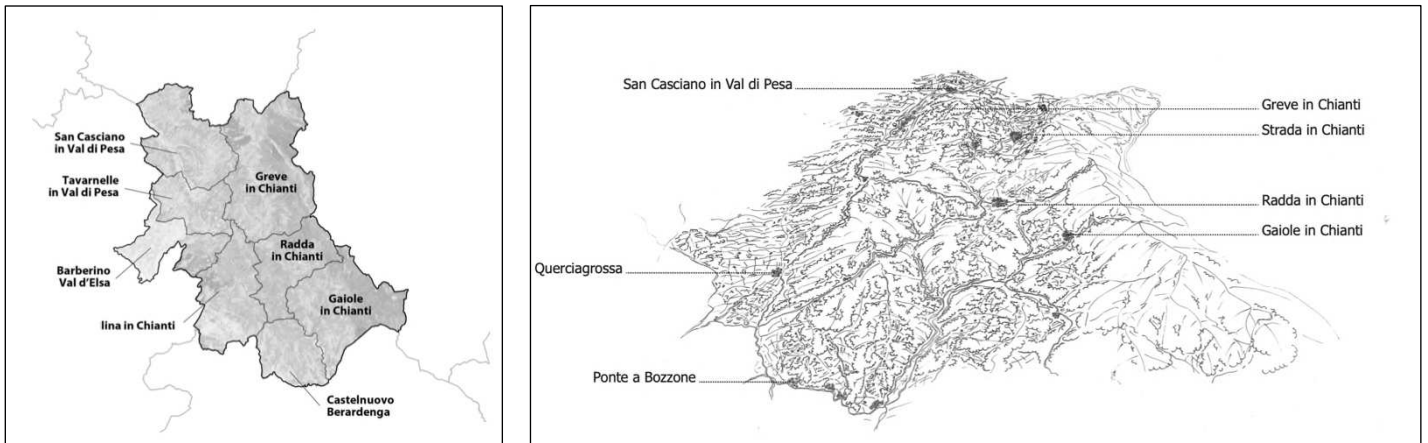 San Casciano
in Val di Pesa
Tavarnelle
in Val di Pesa
Greve
in Chianti
Radda
in Chianti
Barberino
Val d'Elsa
Gaiole
in Chianti
lina in Chianti
Castelnuovo
Berardenga
San Casciano in Val di Pesa
Greve in Chianti
Strada in Chianti
Radda in Chianti
Gaiole in Chianti
Querciagrossa
Ponte a Bozzone